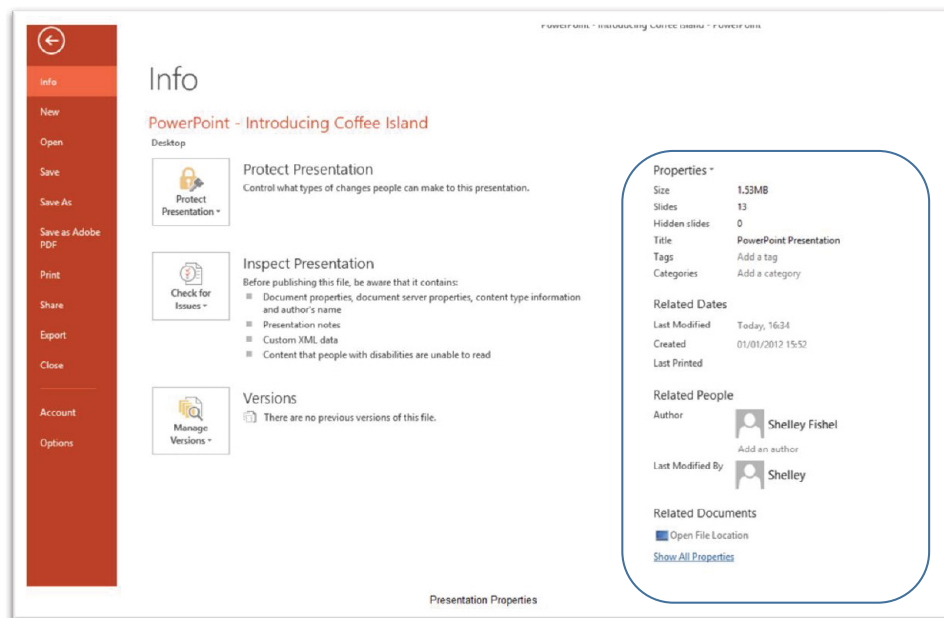 PowerPoint - Introducing Coffee Island - PowerPoint
Info
New
Open
Save
Save As
Save as Adobe
PDF
Print
Share
Export
Close
Account
Options
Info
PowerPoint - Introducing Coffee Island
Desktop
Protect
Presentation
Protect Presentation
Control what types of changes people can make to this presentation.
Check for
Issues
Inspect Presentation
Before publishing this file, be aware that it contains:
Document properties, document server properties, content type information
and author's name
Presentation notes
Custom XML data
Content that people with disabilities are unable to read
Manage
Versions
Versions
There are no previous versions of this file.
Properties
Size 1.53MB
Slides 13
Hidden slides 0
Title PowerPoint Presentation
Tags Add a tag
Categories Add a category
Related Dates
Last Modified Today, 16:34
Created 01/01/2012 15:52
Last Printed
Related People
Author Shelley Fishel
Add an author
Last Modified By Shelley
Related Documents
Open File Location
Show All Properties
Presentation Properties